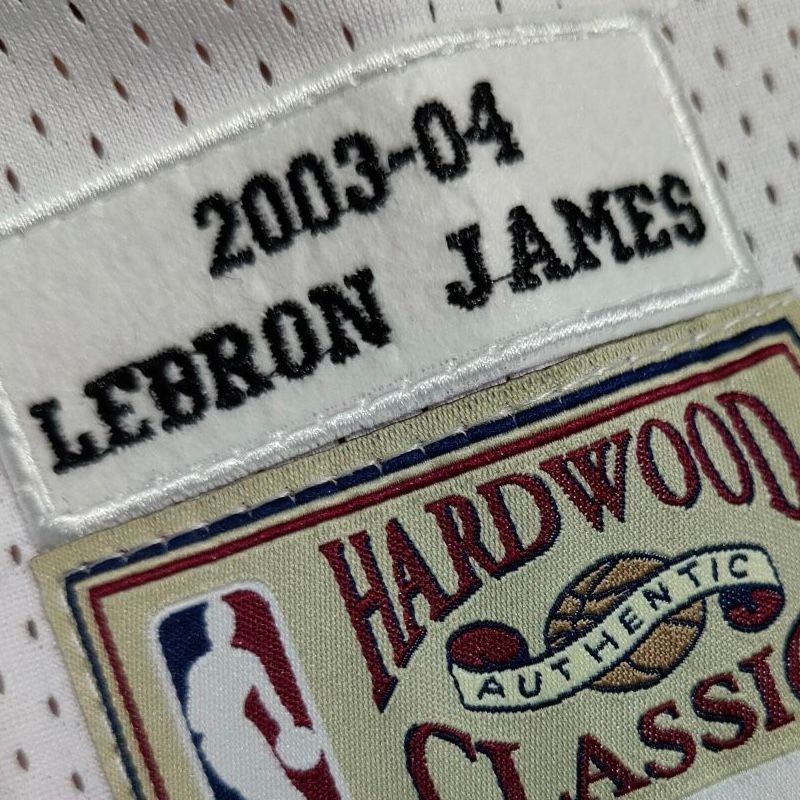 2003-04
LEBRON JAMES
HARDWOOD
AUTHENTIC
CLASSIC